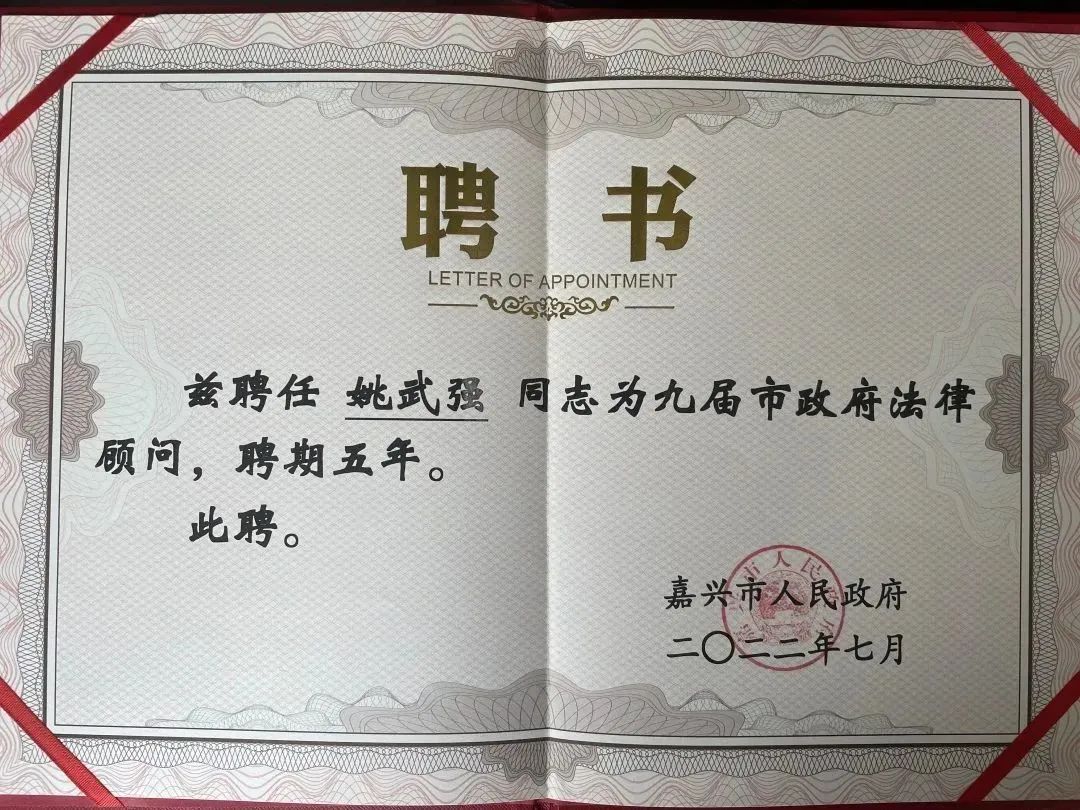 聘书
LETTER OF APPOINTMENT
兹聘任 姚武强 同志为九届市政府法律
顾问，聘期五年。
此聘。
嘉兴市人民政府
二〇二二年七月